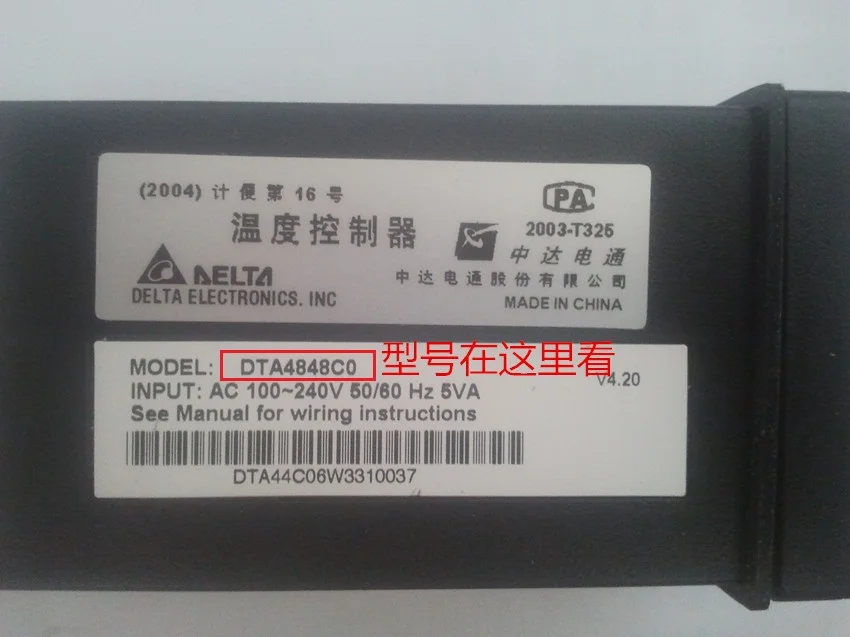 (2004) 计便第16号
温度控制器
DELTA
DELTA ELECTRONICS. INC
CPA
2003-T325
中达电通
中达电通股份有限公司
MADE IN CHINA
MODEL: DTA4848C0 型号在这里看
INPUT: AC 100~240V 50/60 Hz 5VA
V4.20
See Manual for wiring instructions
DTA44C06W3310037